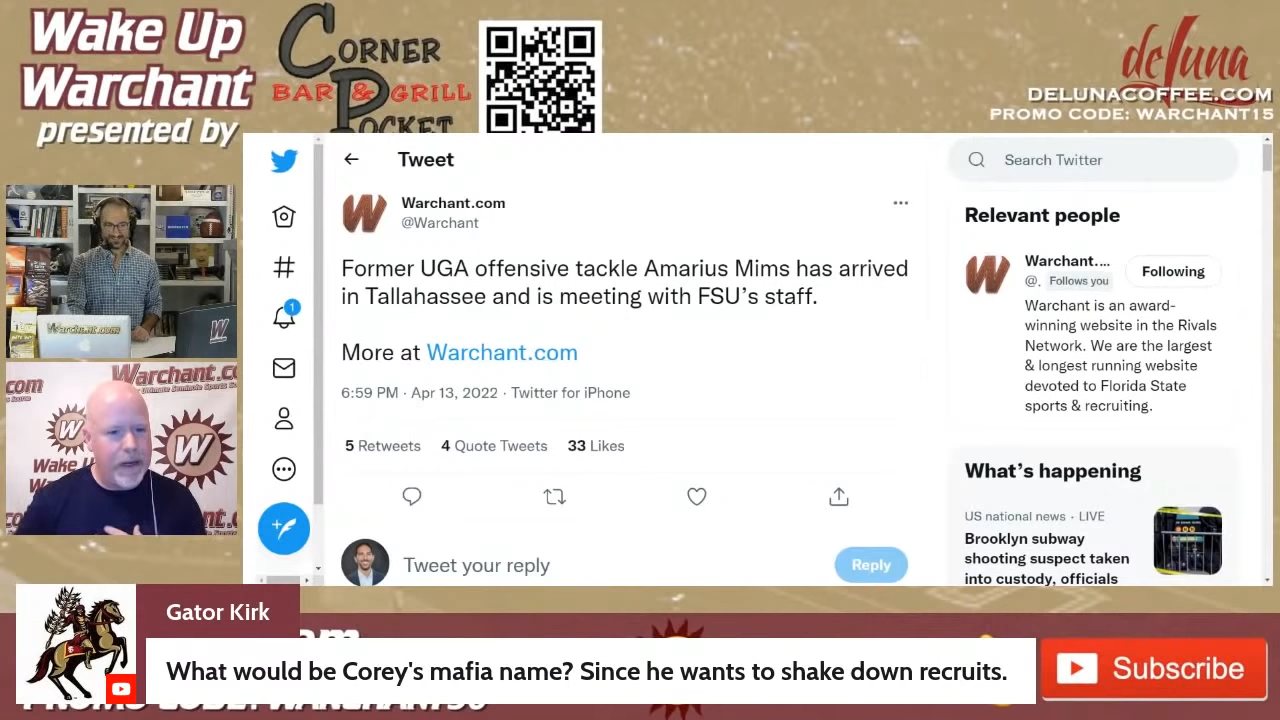 Wake Up
Warchant
presented by
CORNER
BAR & GRILL
POCKET
deluna
DELUNACOFFEE.COM
PROMO CODE: WARCHANT15
Tweet
Search Twitter
Warchant.com
@Warchant
Former UGA offensive tackle Amarius Mims has arrived
in Tallahassee and is meeting with FSU's staff.
More at Warchant.com
6:59 PM · Apr 13, 2022 · Twitter for iPhone
5 Retweets 4 Quote Tweets 33 Likes
1
Tweet your reply
Reply
Relevant people
Warchant....
@. Follows you
Following
Warchant is an award-
winning website in the Rivals
Network. We are the largest
& longest running website
devoted to Florida State
sports & recruiting.
What's happening
US national news · LIVE
Brooklyn subway
shooting suspect taken
into custody, officials
Warchant.com
W
.com
Warchant.c
W
W
Wake
Gator Kirk
What would be Corey's mafia name? Since he wants to shake down recruits.
Subscribe